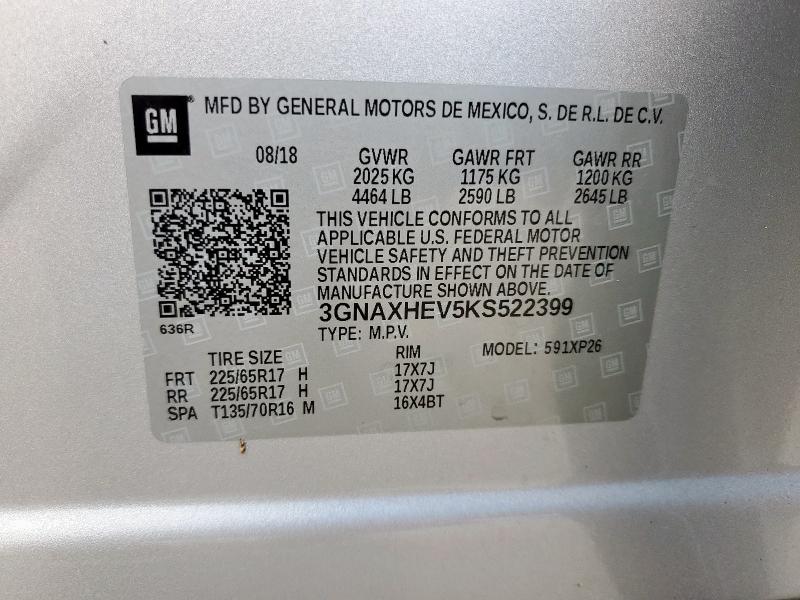 GM® MFD BY GENERAL MOTORS DE MEXICO, S. DE R.L. DE C.V.
08/18 GVWR GAWR FRT GAWR RR
2025 KG 1175 KG 1200 KG
4464 LB 2590 LB 2645 LB
THIS VEHICLE CONFORMS TO ALL
APPLICABLE U.S. FEDERAL MOTOR
VEHICLE SAFETY AND THEFT PREVENTION
STANDARDS IN EFFECT ON THE DATE OF
MANUFACTURE SHOWN ABOVE.
3GNAXHEV5KS522399
636R
TYPE: M.P.V.
MODEL: 591XP26
TIRE SIZE RIM
FRT 225/65R17 H 17X7J
RR 225/65R17 H 17X7J
SPA T135/70R16 M 16X4BT